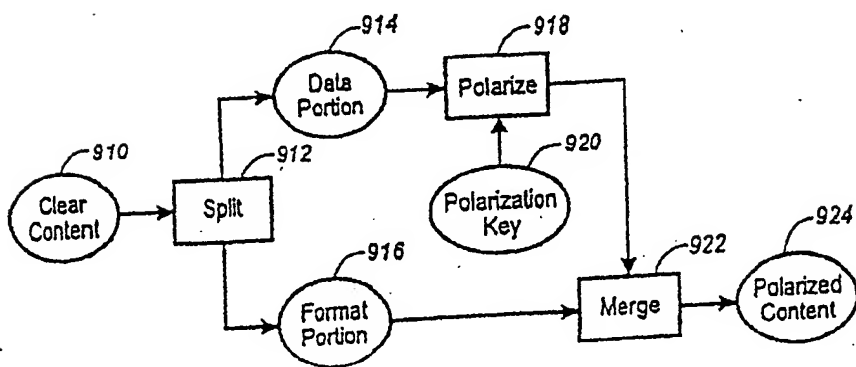 914
Data
Portion
918
Polarize
910
Clear
Content
912
Split
920
Polarization
Key
916
Format
Portion
922
Merge
924
Polarized
Content